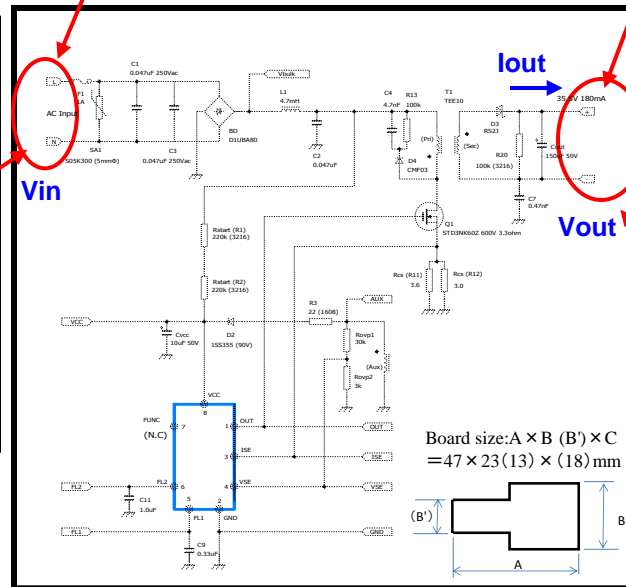 C1
0.047uF 250Vac
Vbulk
L1
4.7mH
C4
4.7nF
R13
100k
T1
TEE10
Iout
35.5V 180mA
L
F1
1A
AC Input
N
SA1
S05K300 (5mmΦ)
C3
0.047uF 250Vac
BD
D1UBA80
C2
0.047uF
D4
CMF03
(Pri)
(Sec)
D3
RS2J
R20
100k (3216)
Cout
150uF 50V
+
-
C7
0.47nF
Vin
Vout
Q1
STD3NK60Z 600V 3.3ohm
Rstart (R1)
220k (3216)
Rstart (R2)
220k (3216)
Rcs (R11)
3.6
Rcs (R12)
3.0
VCC
Cvcc
10uF 50V
D2
1SS355 (90V)
R3
22 (1608)
AUX
Rovp1
30k
(Aux)
Rovp2
3k
VCC
8
FUNC
7
(N.C)
1
OUT
OUT
3
ISE
ISE
4
VSE
VSE
FL2
FL2
6
C11
1.0uF
5
FL1
2
GND
FL1
GND
C9
0.33uF
Board size:A×B (B')×C
=47×23(13)×(18)mm
(B')
B
A